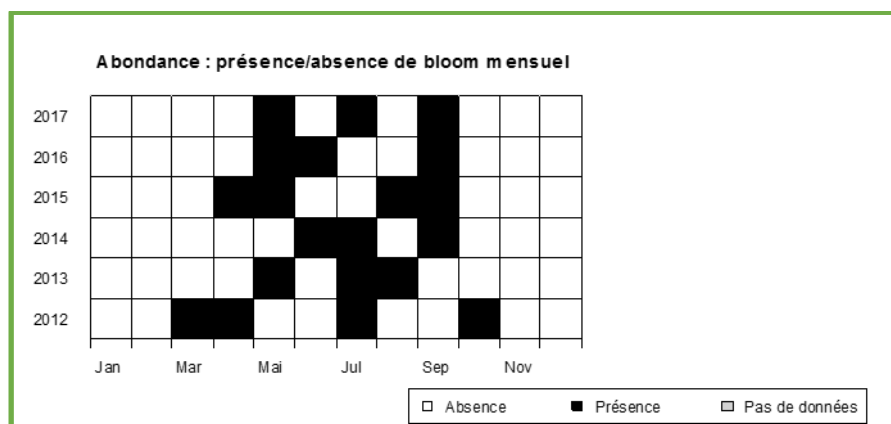 Abondance : présence/absence de bloom mensuel
2017
2016
2015
2014
2013
2012
Jan Mar Mai Jul Sep Nov
Absence Présence Pas de données